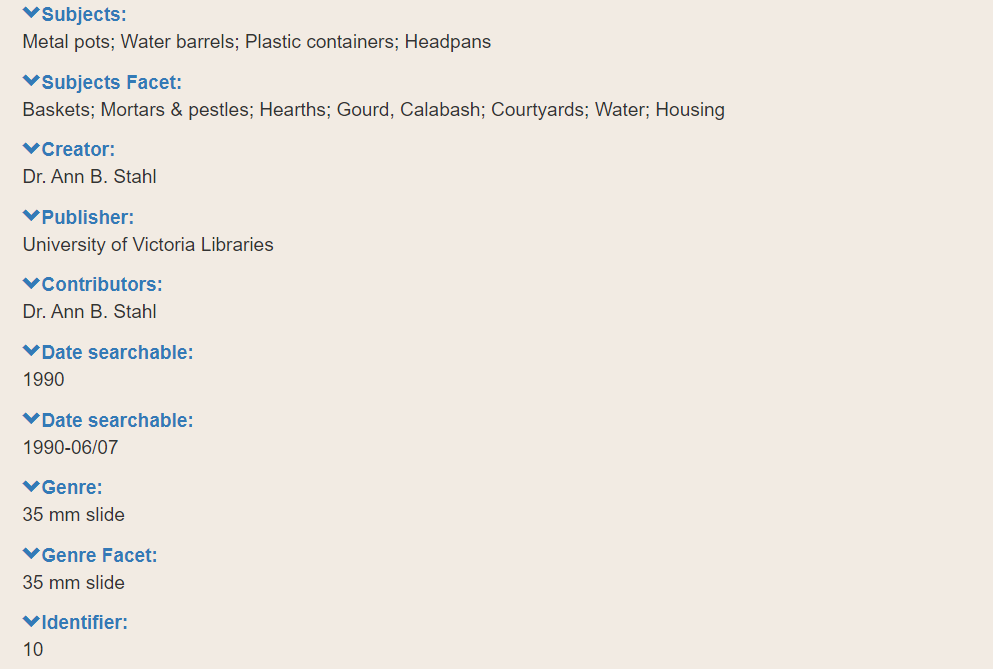 Subjects:
Metal pots; Water barrels; Plastic containers; Headpans
Subjects Facet:
Baskets; Mortars & pestles; Hearths; Gourd, Calabash; Courtyards; Water; Housing
Creator:
Dr. Ann B. Stahl
Publisher:
University of Victoria Libraries
Contributors:
Dr. Ann B. Stahl
Date searchable:
1990
Date searchable:
1990-06/07
Genre:
35 mm slide
Genre Facet:
35 mm slide
Identifier:
10